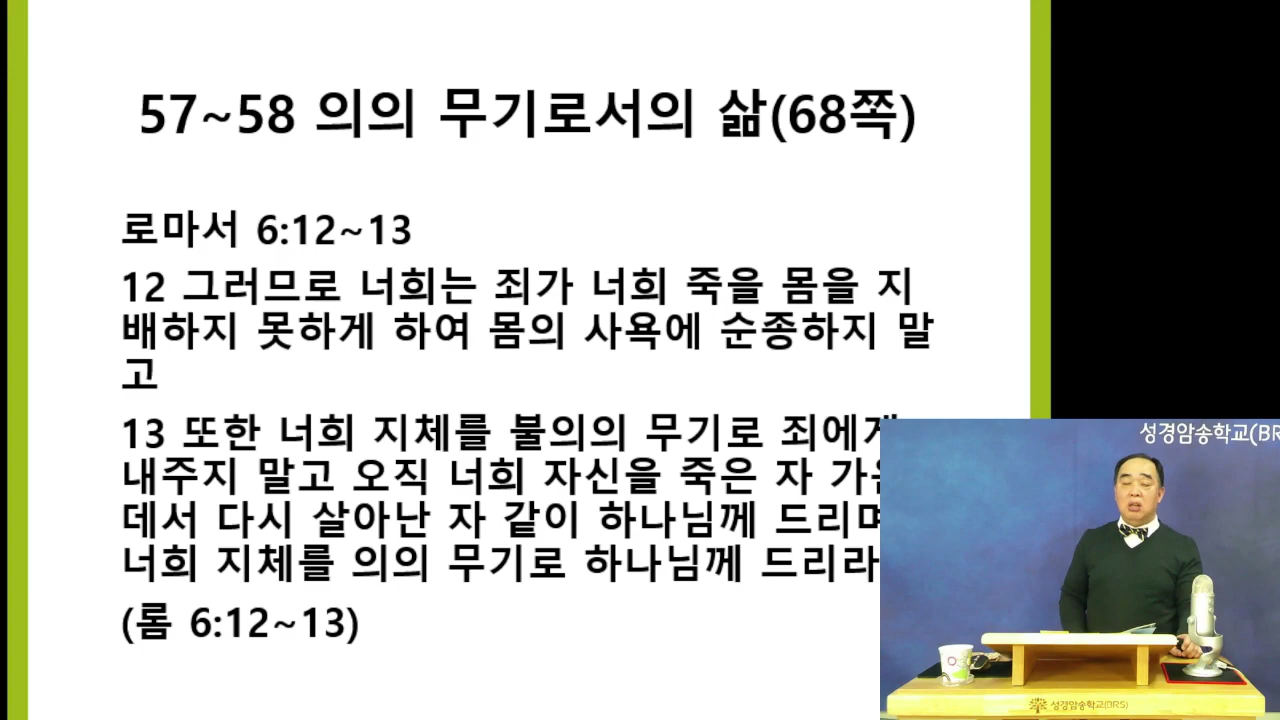 57~58 의의 무기로서의 삶(68쪽)
로마서 6:12~13
12 그러므로 너희는 죄가 너희 죽을 몸을 지
배하지 못하게 하여 몸의 사욕에 순종하지 말
고
13 또한 너희 지체를 불의의 무기로 죄에게
내주지 말고 오직 너희 자신을 죽은 자 가운
데서 다시 살아난 자 같이 하나님께 드리며
너희 지체를 의의 무기로 하나님께 드리라
(롬 6:12~13)
성경암송학교(BRS
성경암송학교(BRS)